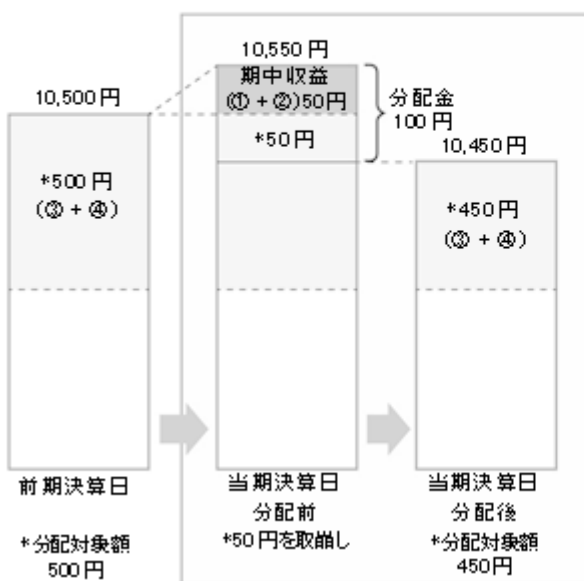 10,500円
*500円
(③ + ④)
前期決算日
*分配対象額
500円
10,550円
期中収益
(① + ②)50円
*50円
分配金
100円
当期決算日
分配前
*50円を取崩し
10,450円
*450円
(③ + ④)
当期決算日
分配後
*分配対象額
450円